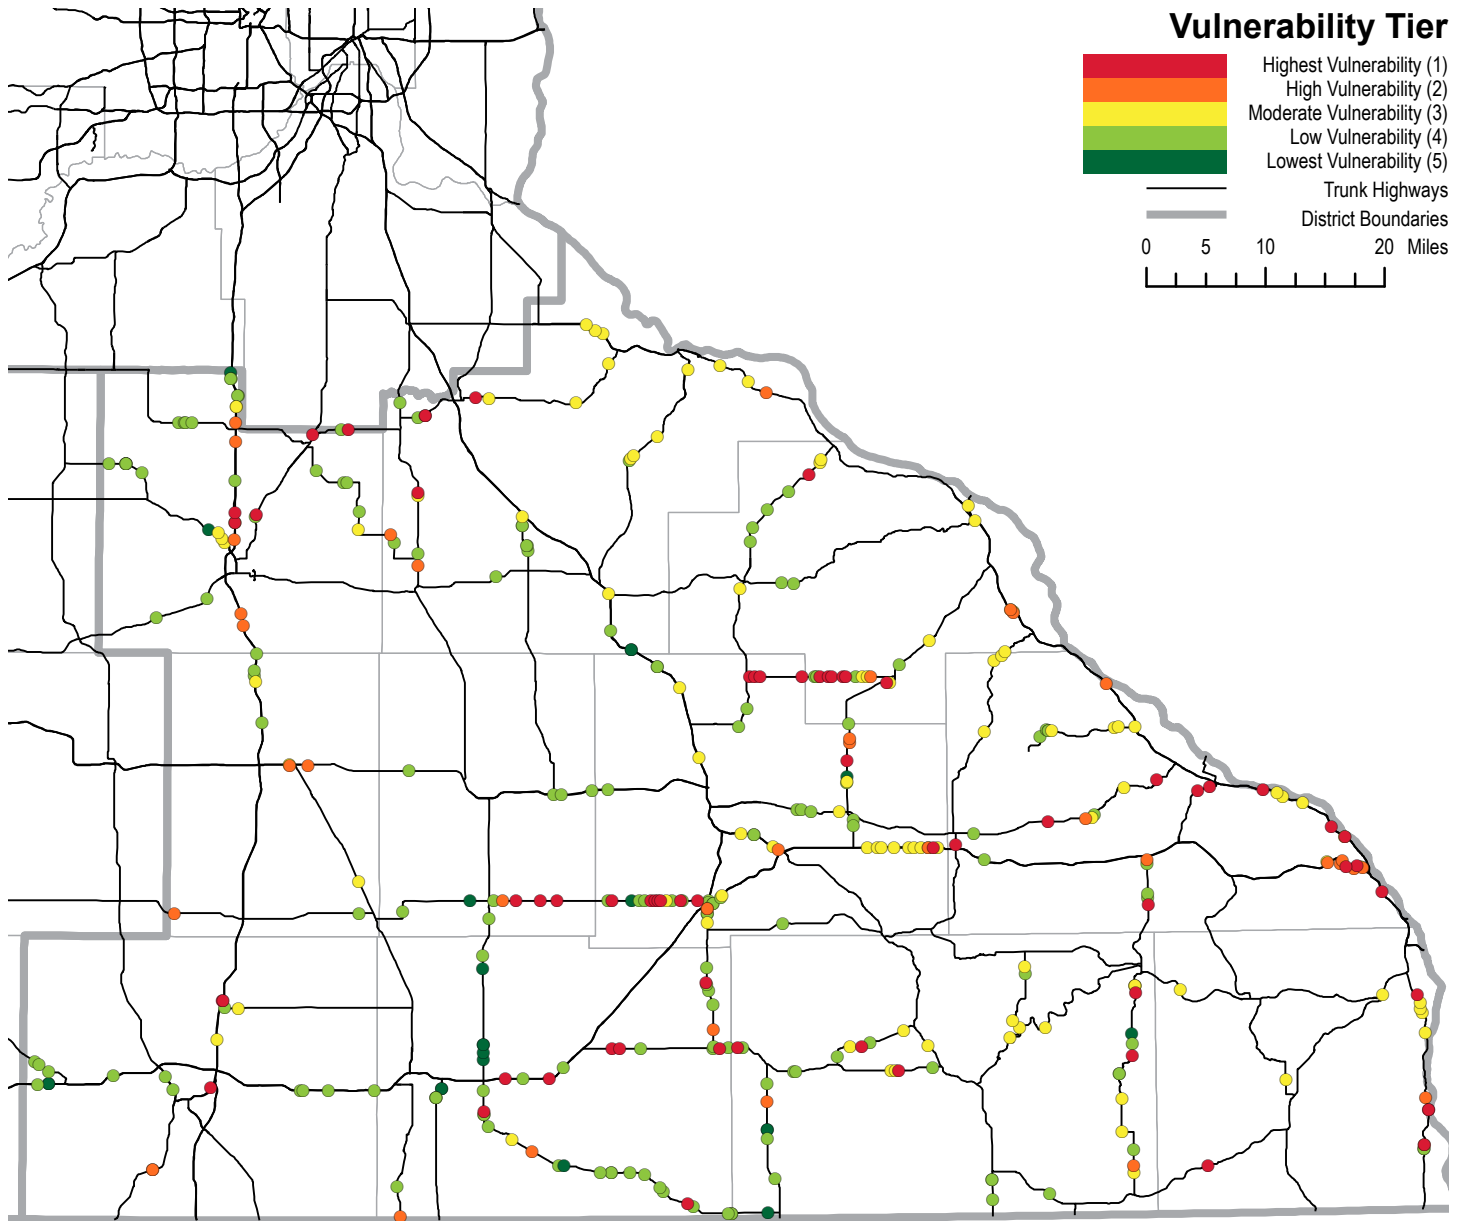 Vulnerability Tier
Highest Vulnerability (1)
High Vulnerability (2)
Moderate Vulnerability (3)
Low Vulnerability (4)
Lowest Vulnerability (5)
Trunk Highways
District Boundaries
0 5 10 20 Miles